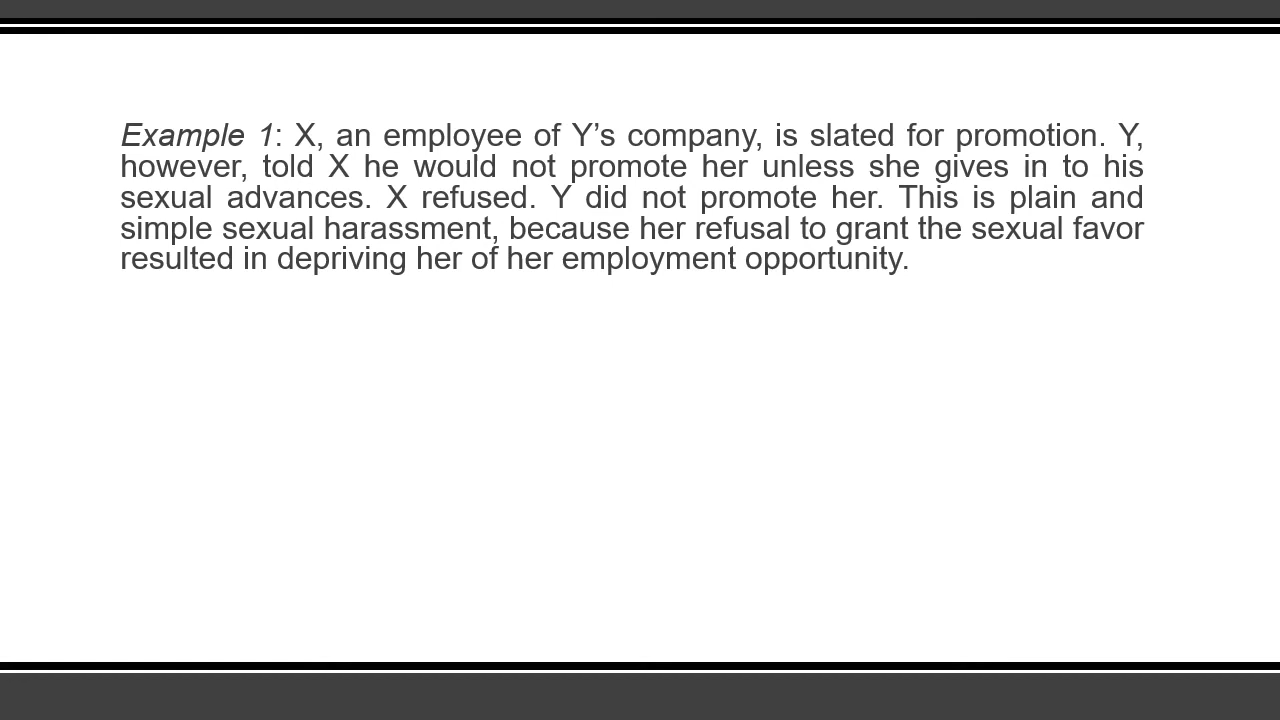 Example 1: X, an employee of Y’s company, is slated for promotion. Y,
however, told X he would not promote her unless she gives in to his
sexual advances. X refused. Y did not promote her. This is plain and
simple sexual harassment, because her refusal to grant the sexual favor
resulted in depriving her of her employment opportunity.